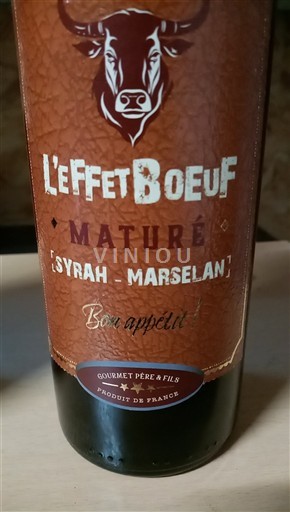 L'EFFET BOEUF
MATURÉ
VINIOU
[SYRAH - MARSELAN]
Bon appétit !
GOURMET PÈRE & FILS
PRODUIT DE FRANCE